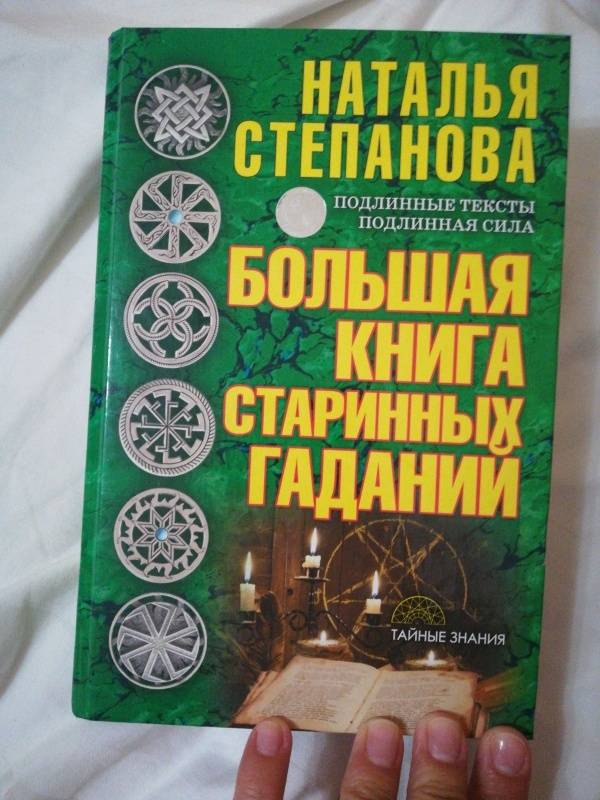 НАТАЛЬЯ
СТЕПАНОВА
ПОДЛИННЫЕ ТЕКСТЫ
ПОДЛИННАЯ СИЛА
БОЛЬШАЯ
КНИГА
СТАРИННЫХ
ГАДАНИЙ
ТАЙНЫЕ ЗНАНИЯ